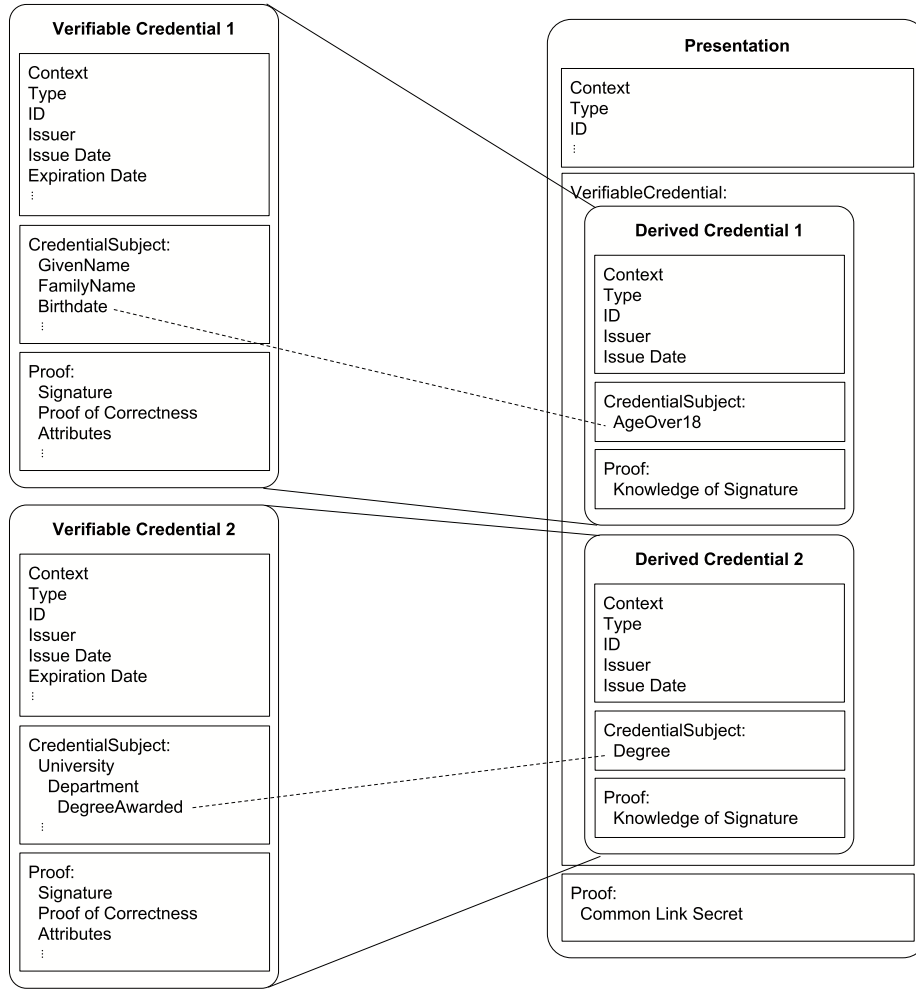 Verifiable Credential 1
Context
Type
ID
Issuer
Issue Date
Expiration Date
⋮
CredentialSubject:
GivenName
FamilyName
Birthdate
⋮
Proof:
Signature
Proof of Correctness
Attributes
⋮
Verifiable Credential 2
Context
Type
ID
Issuer
Issue Date
Expiration Date
⋮
CredentialSubject:
University
Department
DegreeAwarded
⋮
Proof:
Signature
Proof of Correctness
Attributes
⋮
Presentation
Context
Type
ID
⋮
VerifiableCredential:
Derived Credential 1
Context
Type
ID
Issuer
Issue Date
CredentialSubject:
AgeOver18
Proof:
Knowledge of Signature
Derived Credential 2
Context
Type
ID
Issuer
Issue Date
CredentialSubject:
Degree
Proof:
Knowledge of Signature
Proof:
Common Link Secret